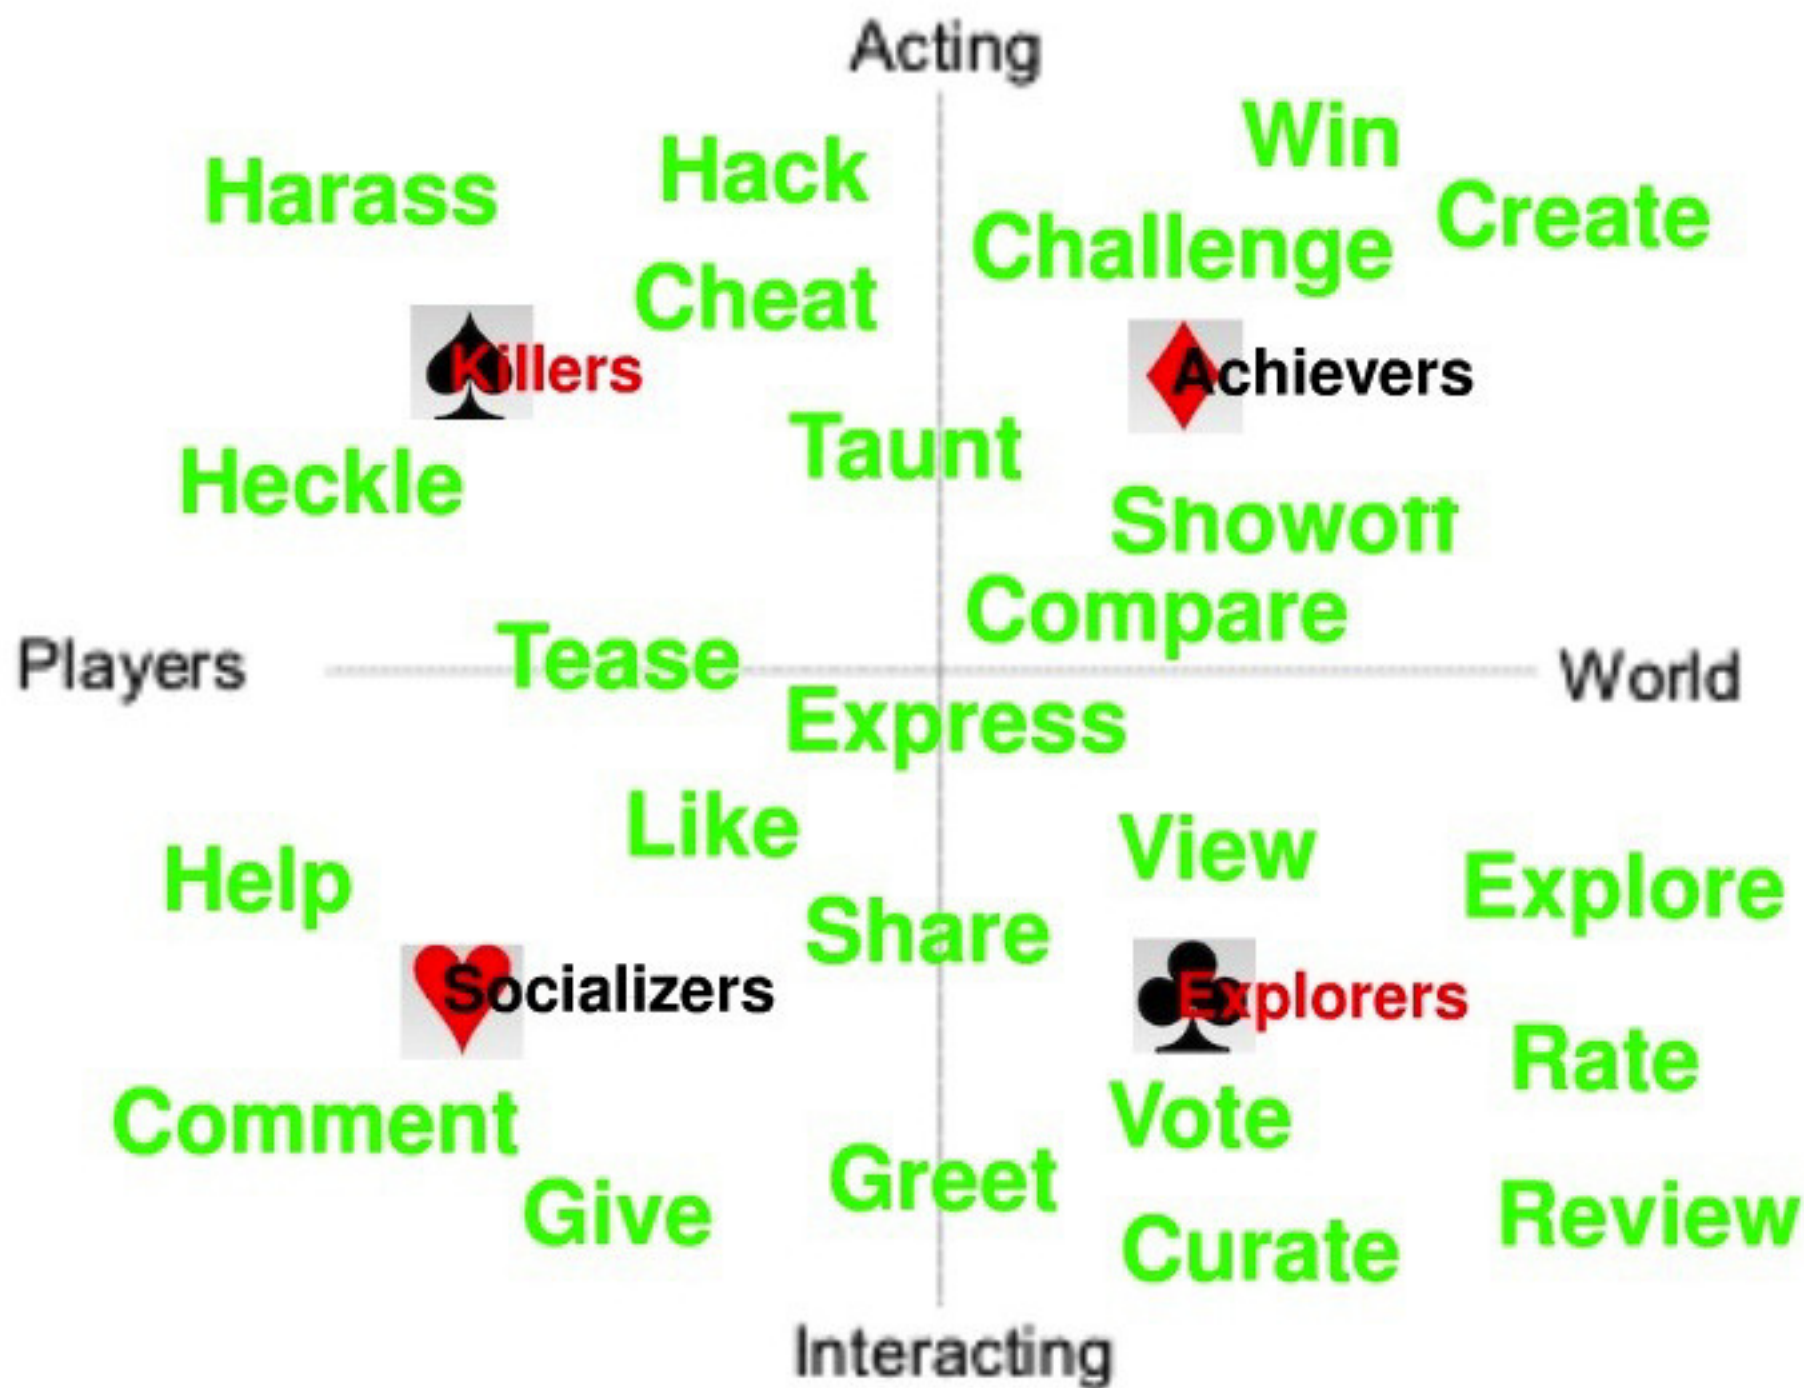 Acting
Win
Hack
Harass
Create
Challenge
Cheat
Killers
Achievers
Taunt
Heckle
Showoff
Compare
Tease
Players
World
Express
Like
View
Help
Explore
Share
Socializers
Explorers
Rate
Vote
Comment
Greet
Give
Review
Curate
Interacting